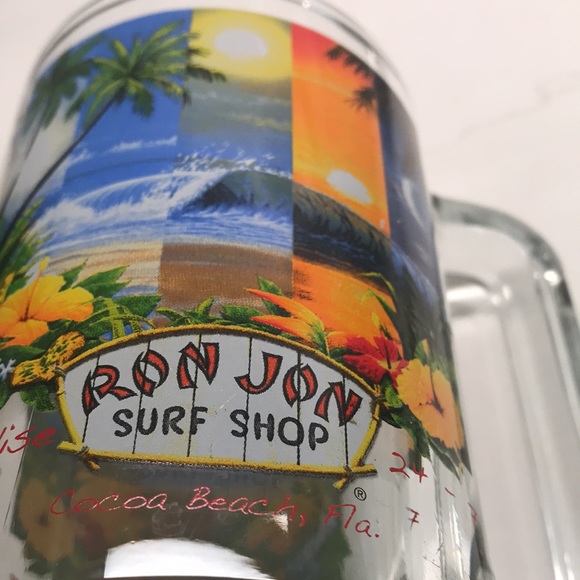 RON JON
SURF SHOP
24 - 7
Cocoa Beach, Fla.
®